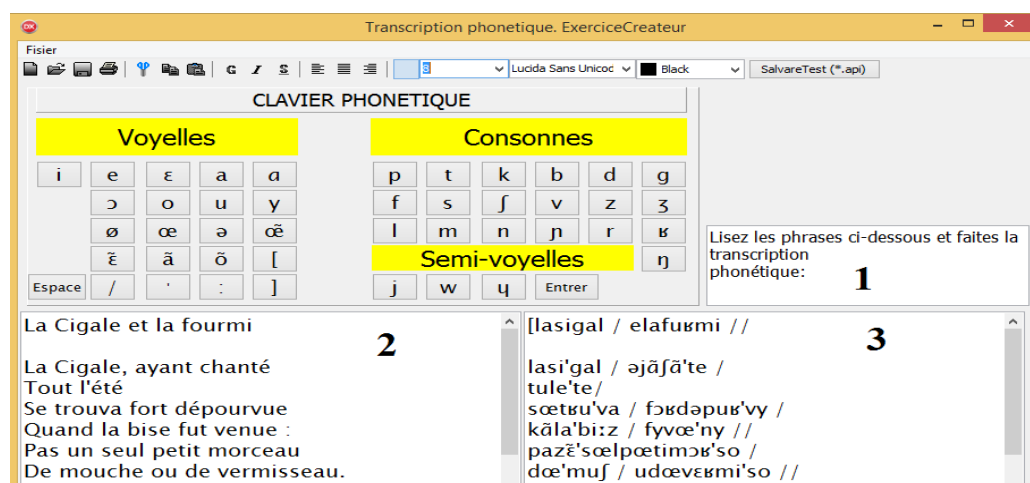 Transcription phonetique. ExerciceCreateur
Fisier
G I S 8 Lucida Sans Unicod Black SalvareTest (*.api)
CLAVIER PHONETIQUE
Voyelles Consonnes
i e ɛ a ɑ p t k b d g
ɔ o u y f s ʃ v z ʒ
ø œ ə œ̃ l m n ɲ r ʁ
ɛ̃ ã õ [ Semi-voyelles ŋ
Espace / ' : ] j w ɥ Entrer
Lisez les phrases ci-dessous et faites la
transcription
phonétique:
1
La Cigale et la fourmi
2
La Cigale, ayant chanté
Tout l'été
Se trouva fort dépourvue
Quand la bise fut venue :
Pas un seul petit morceau
De mouche ou de vermisseau.
[lasigal / elafuʁmi //
3
lasi'gal / əjãʃã'te /
tule'te/
sœtʁu'va / fɔʁdəpuʁ'vy /
kãla'biːz / fyvœ'ny //
pazɛ̃'sœlpœtimɔʁ'so /
dœ'muʃ / udœvɛʁmi'so //